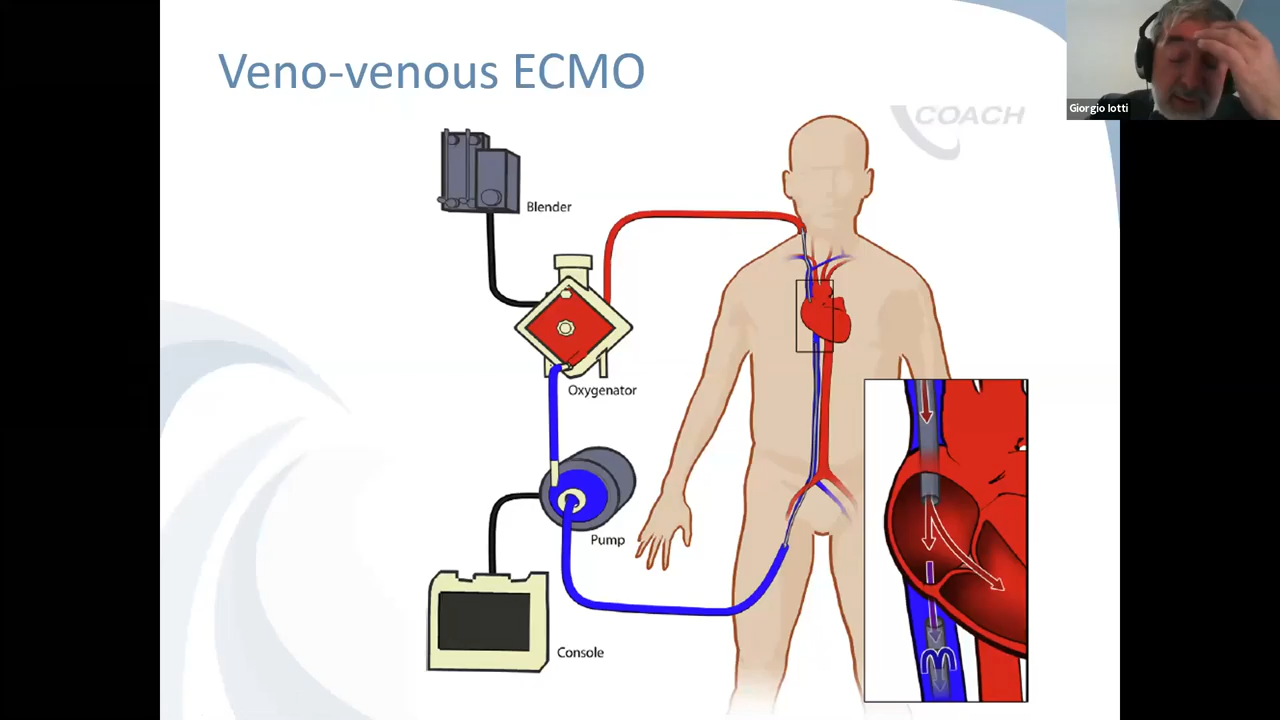 Veno-venous ECMO
Giorgio Iotti
COACH
Blender
Oxygenator
Pump
Console